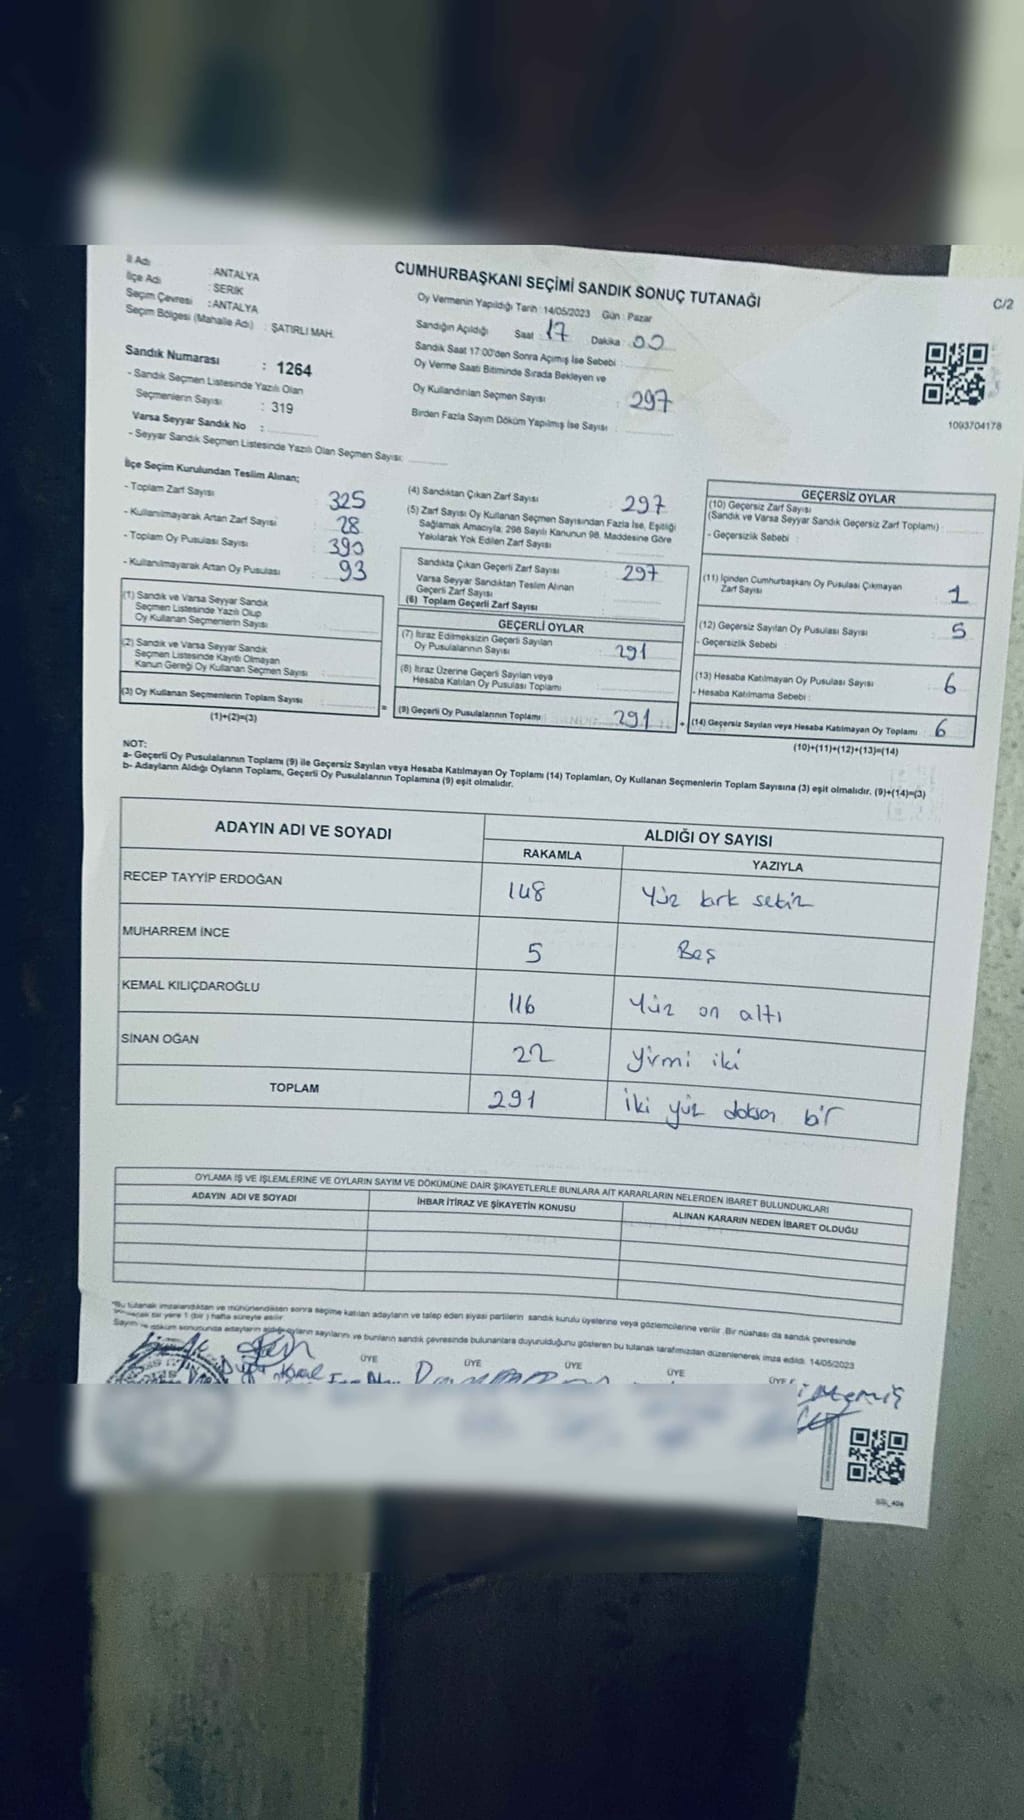 İl Adı : ANTALYA
İlçe Adı : SERİK
Seçim Çevresi : ANTALYA
Seçim Bölgesi (Mahalle Adı) : ŞATIRLI MAH.
CUMHURBAŞKANI SEÇİMİ SANDIK SONUÇ TUTANAĞI
C/2
Oy Vermenin Yapıldığı Tarih : 14/05/2023 Gün : Pazar
Sandığın Açıldığı Saat 17 Dakika 00
Sandık Saat 17:00'den Sonra Açımış İse Sebebi :
Oy Verme Saati Bitiminde Sırada Bekleyen ve
Oy Kullandırılan Seçmen Sayısı : 297
Birden Fazla Sayım Döküm Yapılmış İse Sayısı :
1093704178
Sandık Numarası : 1264
- Sandık Seçmen Listesinde Yazılı Olan
Seçmenlerin Sayısı : 319
Varsa Seyyar Sandık No :
- Seyyar Sandık Seçmen Listesinde Yazılı Olan Seçmen Sayısı:
İlçe Seçim Kurulundan Teslim Alınan;
- Toplam Zarf Sayısı : 325
- Kullanılmayarak Artan Zarf Sayısı : 28
- Toplam Oy Pusulası Sayısı : 390
- Kullanılmayarak Artan Oy Pusulası : 93
(1) Sandık ve Varsa Seyyar Sandık
Seçmen Listesinde Yazılı Olup
Oy Kullanan Seçmenlerin Sayısı :
(2) Sandık ve Varsa Seyyar Sandık
Seçmen Listesinde Kayıtlı Olmayan
Kanun Gereği Oy Kullanan Seçmen Sayısı :
(3) Oy Kullanan Seçmenlerin Toplam Sayısı :
(1)+(2)=(3)
(4) Sandıktan Çıkan Zarf Sayısı : 297
(5) Zarf Sayısı Oy Kullanan Seçmen Sayısından Fazla İse, Eşitliği
Sağlamak Amacıyla, 298 Sayılı Kanunun 98. Maddesine Göre
Yakılarak Yok Edilen Zarf Sayısı :
Sandıkta Çıkan Geçerli Zarf Sayısı : 297
Varsa Seyyar Sandıktan Teslim Alınan
Geçerli Zarf Sayısı :
(6) Toplam Geçerli Zarf Sayısı :
GEÇERLİ OYLAR
(7) İtiraz Edilmeksizin Geçerli Sayılan
Oy Pusulalarının Sayısı : 291
(8) İtiraz Üzerine Geçerli Sayılan veya
Hesaba Katılan Oy Pusulası Toplamı :
= (9) Geçerli Oy Pusulalarının Toplamı : 291
GEÇERSİZ OYLAR
(10) Geçersiz Zarf Sayısı
(Sandık ve Varsa Seyyar Sandık Geçersiz Zarf Toplamı) :
- Geçersizlik Sebebi :
(11) İçinden Cumhurbaşkanı Oy Pusulası Çıkmayan
Zarf Sayısı : 1
(12) Geçersiz Sayılan Oy Pusulası Sayısı : 5
- Geçersizlik Sebebi :
(13) Hesaba Katılmayan Oy Pusulası Sayısı : 6
- Hesaba Katılmama Sebebi :
+ (14) Geçersiz Sayılan veya Hesaba Katılmayan Oy Toplamı : 6
(10)+(11)+(12)+(13)=(14)
NOT:
a- Geçerli Oy Pusulalarının Toplamı (9) ile Geçersiz Sayılan veya Hesaba Katılmayan Oy Toplamı (14) Toplamları, Oy Kullanan Seçmenlerin Toplam Sayısına (3) eşit olmalıdır. (9)+(14)=(3)
b- Adayların Aldığı Oyların Toplamı, Geçerli Oy Pusulalarının Toplamına (9) eşit olmalıdır.
ADAYIN ADI VE SOYADI ALDIĞI OY SAYISI
RAKAMLA YAZIYLA
RECEP TAYYİP ERDOĞAN 148 Yüz kırk sekiz
MUHARREM İNCE 5 Beş
KEMAL KILIÇDAROĞLU 116 Yüz on altı
SİNAN OĞAN 22 Yirmi iki
TOPLAM 291 İki yüz doksan bir
OYLAMA İŞ VE İŞLEMLERİNE VE OYLARIN SAYIM VE DÖKÜMÜNE DAİR ŞİKAYETLERLE BUNLARA AİT KARARLARIN NELERDEN İBARET BULUNDUKLARI
ADAYIN ADI VE SOYADI İHBAR İTİRAZ VE ŞİKAYETİN KONUSU ALINAN KARARIN NEDEN İBARET OLDUĞU
*Bu tutanak imzalandıktan ve mühürlendikten sonra seçime katılan adayların ve talep eden siyasi partilerin sandık kurulu üyelerine veya gözlemcilerine verilir. Bir nüshası da sandık çevresinde
bir yere 1 (bir) hafta süreyle asılır.
Sayım ve döküm sonucunda adayların aldığı oyların sayılarını ve bunların sandık çevresinde bulunanlara duyurulduğunu gösteren bu tutanak tarafımızdan düzenlenerek imza edildi. 14/05/2023
ÜYE ÜYE ÜYE ÜYE ÜYE